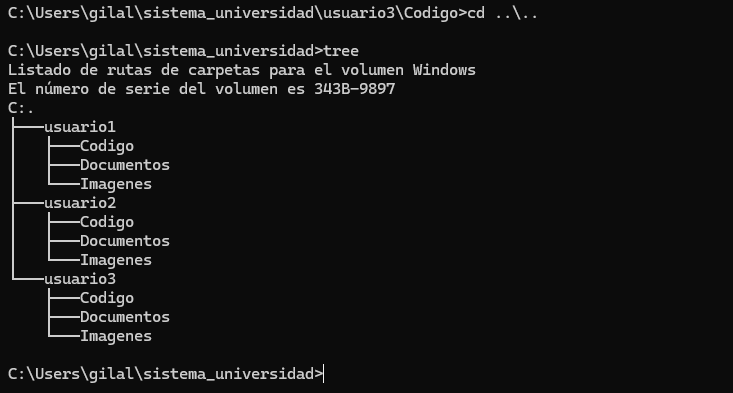 C:\Users\gilal\sistema_universidad\usuario3\Codigo>cd ..\..
C:\Users\gilal\sistema_universidad>tree
Listado de rutas de carpetas para el volumen Windows
El número de serie del volumen es 343B-9897
C:.
├───usuario1
│   ├───Codigo
│   ├───Documentos
│   └───Imagenes
├───usuario2
│   ├───Codigo
│   ├───Documentos
│   └───Imagenes
└───usuario3
    ├───Codigo
    ├───Documentos
    └───Imagenes
C:\Users\gilal\sistema_universidad>